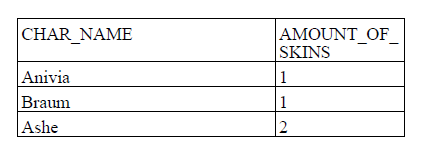 CHAR_NAME AMOUNT_OF_
SKINS
Anivia 1
Braum 1
Ashe 2